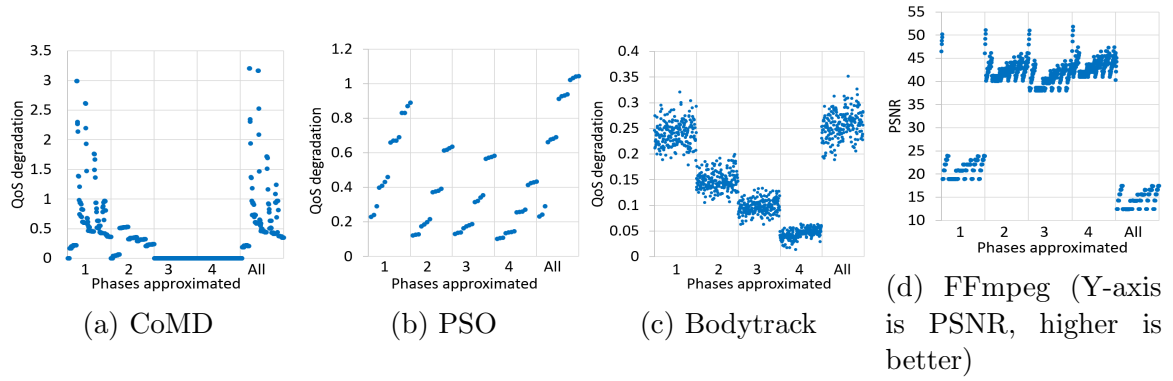 3.5
3
2.5
2
1.5
1
0.5
0
QoS degradation
1 2 3 4 All
Phases approximated
(a) CoMD
1.2
1
0.8
0.6
0.4
0.2
0
QoS degradation
1 2 3 4 All
Phases approximated
(b) PSO
0.4
0.35
0.3
0.25
0.2
0.15
0.1
0.05
0
QoS degradation
1 2 3 4 All
Phases approximated
(c) Bodytrack
55
50
45
40
35
30
25
20
15
10
PSNR
1 2 3 4 All
Phases approximated
(d) FFmpeg (Y-axis
is PSNR, higher is
better)